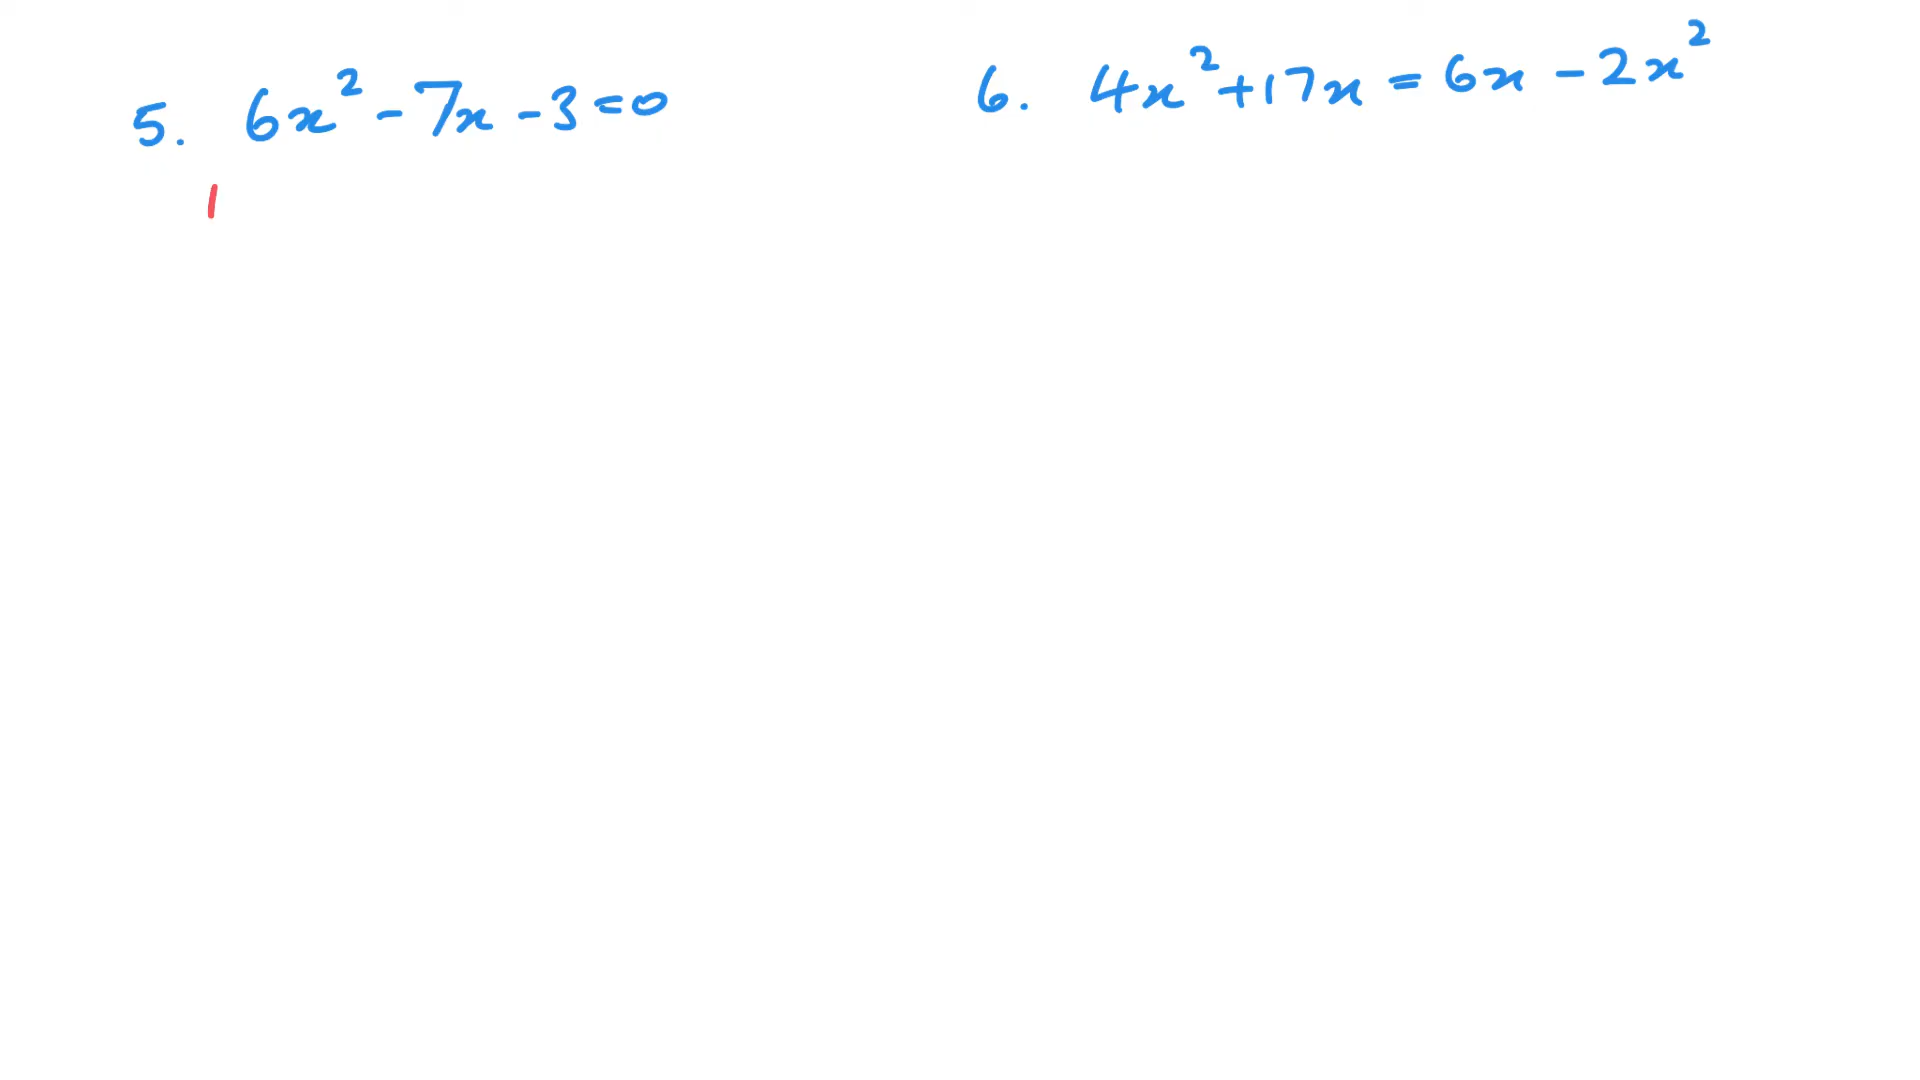 5. 6x² - 7x - 3 = 0
6. 4x² + 17x = 6x - 2x²